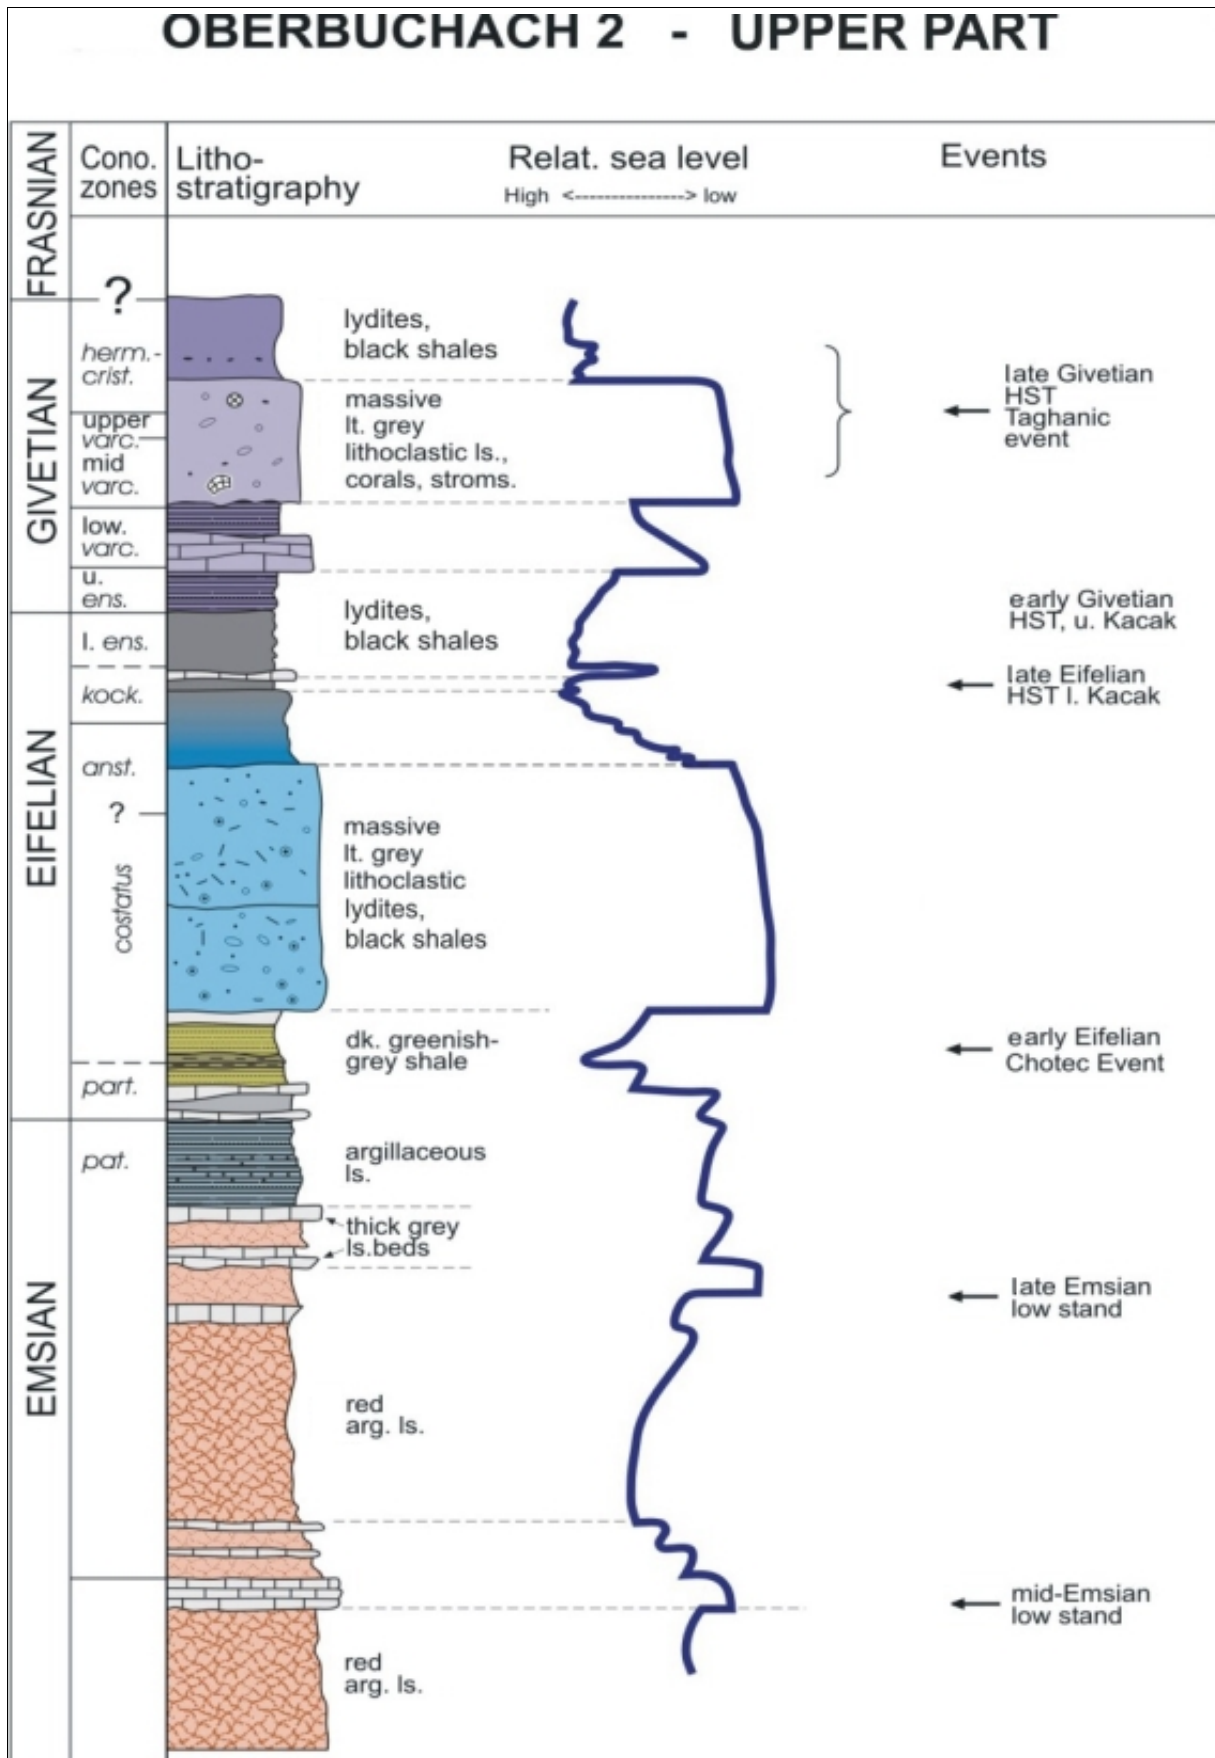 OBERBUCHACH 2 - UPPER PART
FRASNIAN
GIVETIAN
EIFELIAN
EMSIAN
Cono.
zones
?
herm.-
crist.
upper
varc.
mid
varc.
low.
varc.
u.
ens.
l. ens.
kock.
anst.
?
costatus
part.
pat.
Litho-
stratigraphy
lydites,
black shales
massive
lt. grey
lithoclastic ls.,
corals, stroms.
lydites,
black shales
massive
lt. grey
lithoclastic
lydites,
black shales
dk. greenish-
grey shale
argillaceous
ls.
thick grey
ls.beds
red
arg. ls.
red
arg. ls.
Relat. sea level
High <----------------> low
Events
late Givetian
HST
Taghanic
event
early Givetian
HST, u. Kacak
late Eifelian
HST l. Kacak
early Eifelian
Chotec Event
late Emsian
low stand
mid-Emsian
low stand